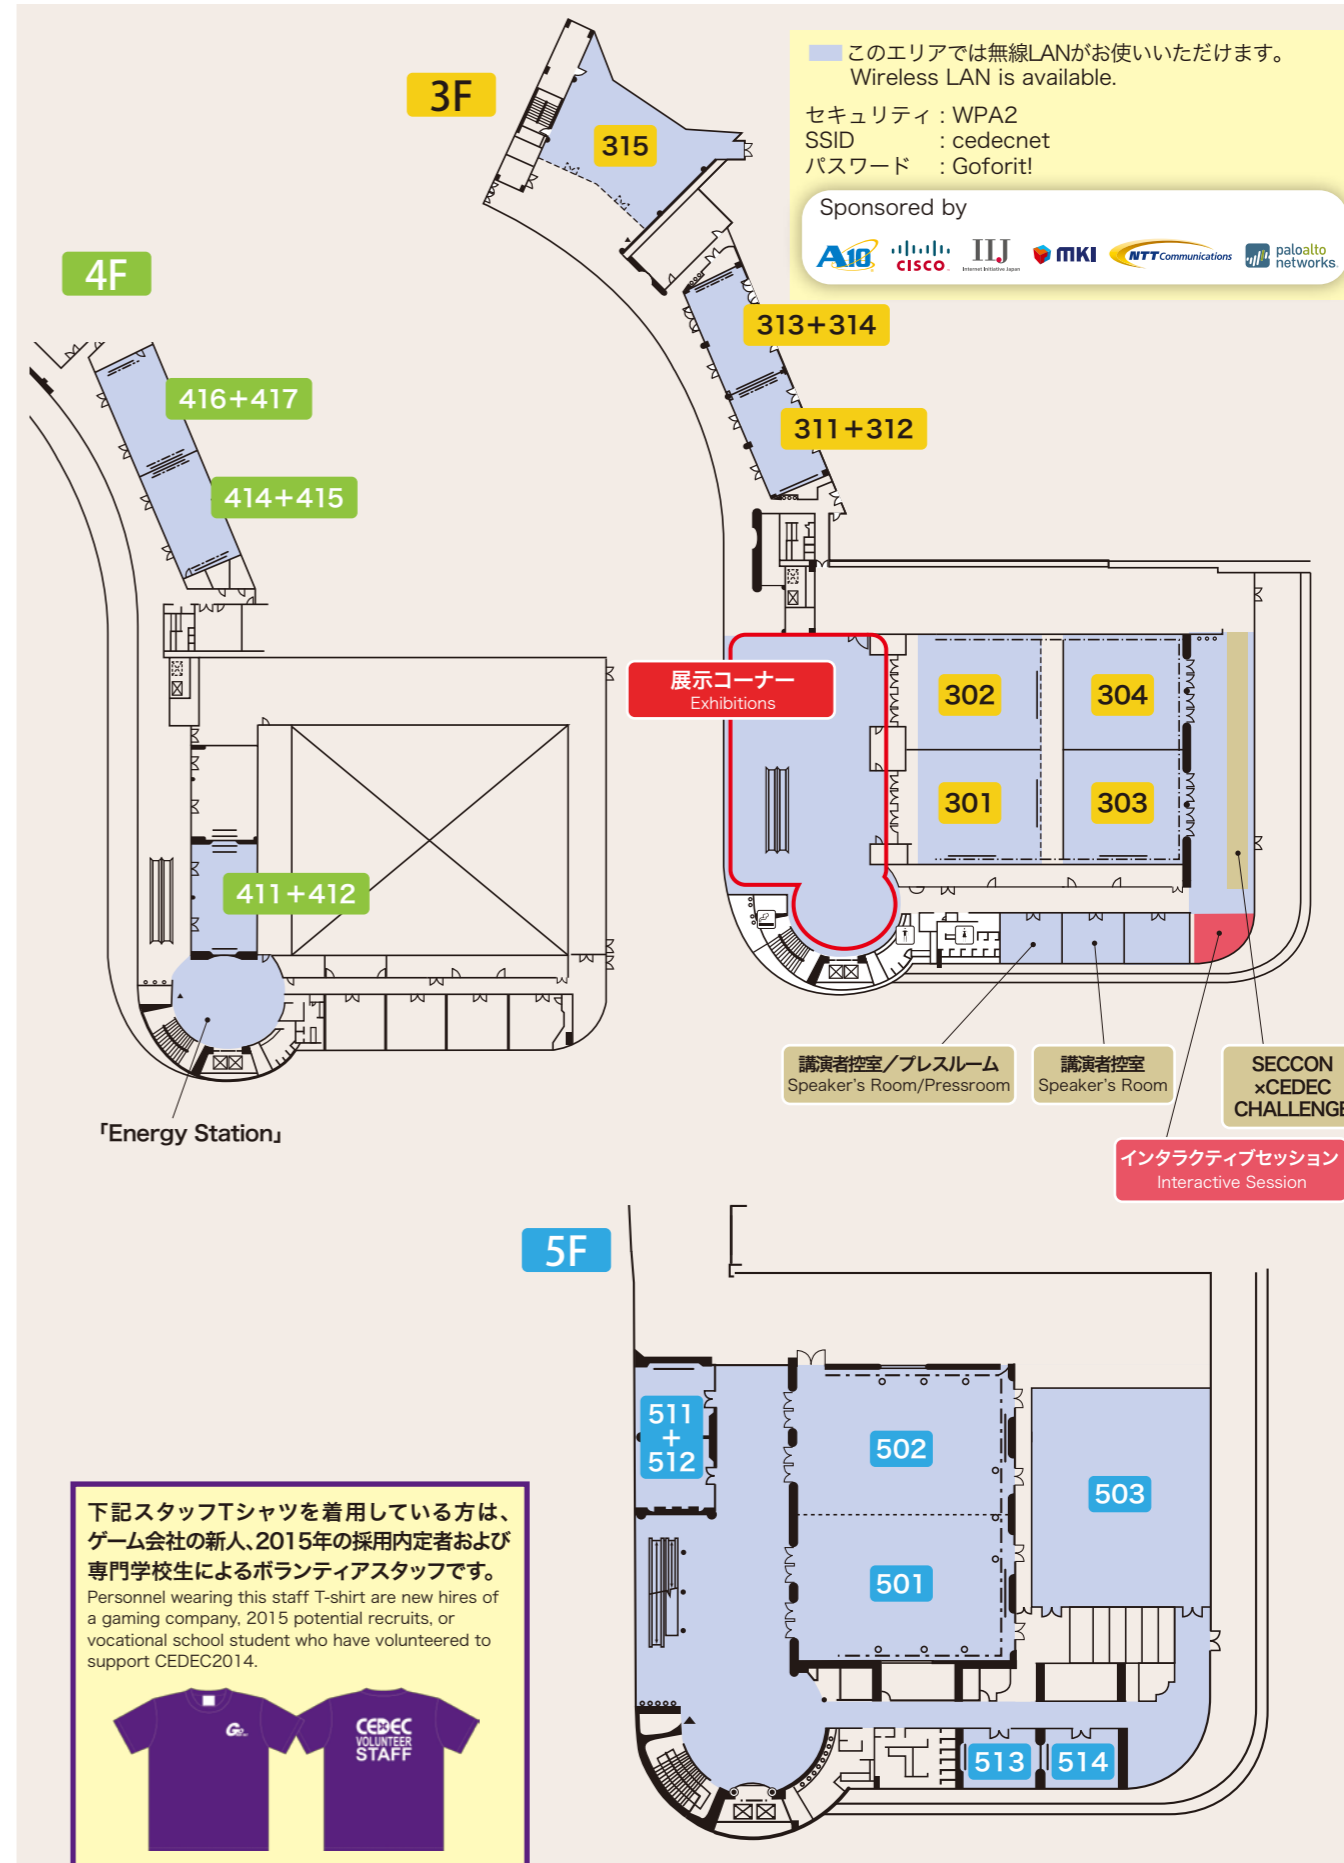 3F
このエリアでは無線LANがお使いいただけます。
Wireless LAN is available.
セキュリティ : WPA2
SSID : cedecnet
パスワード : Goforit!
Sponsored by
A10
CISCO
IIJ
Internet Initiative Japan
MKI
NTT Communications
paloalto
networks
315
313+314
311+312
4F
416+417
414+415
411+412
「Energy Station」
展示コーナー
Exhibitions
302
304
301
303
講演者控室／プレスルーム
Speaker's Room/Pressroom
講演者控室
Speaker's Room
SECCON
×CEDEC
CHALLENGE
インタラクティブセッション
Interactive Session
5F
511
+
512
502
503
501
513
514
下記スタッフTシャツを着用している方は、
ゲーム会社の新人、2015年の採用内定者および
専門学校生によるボランティアスタッフです。
Personnel wearing this staff T-shirt are new hires of
a gaming company, 2015 potential recruits, or
vocational school student who have volunteered to
support CEDEC2014.
CEDEC
VOLUNTEER
STAFF